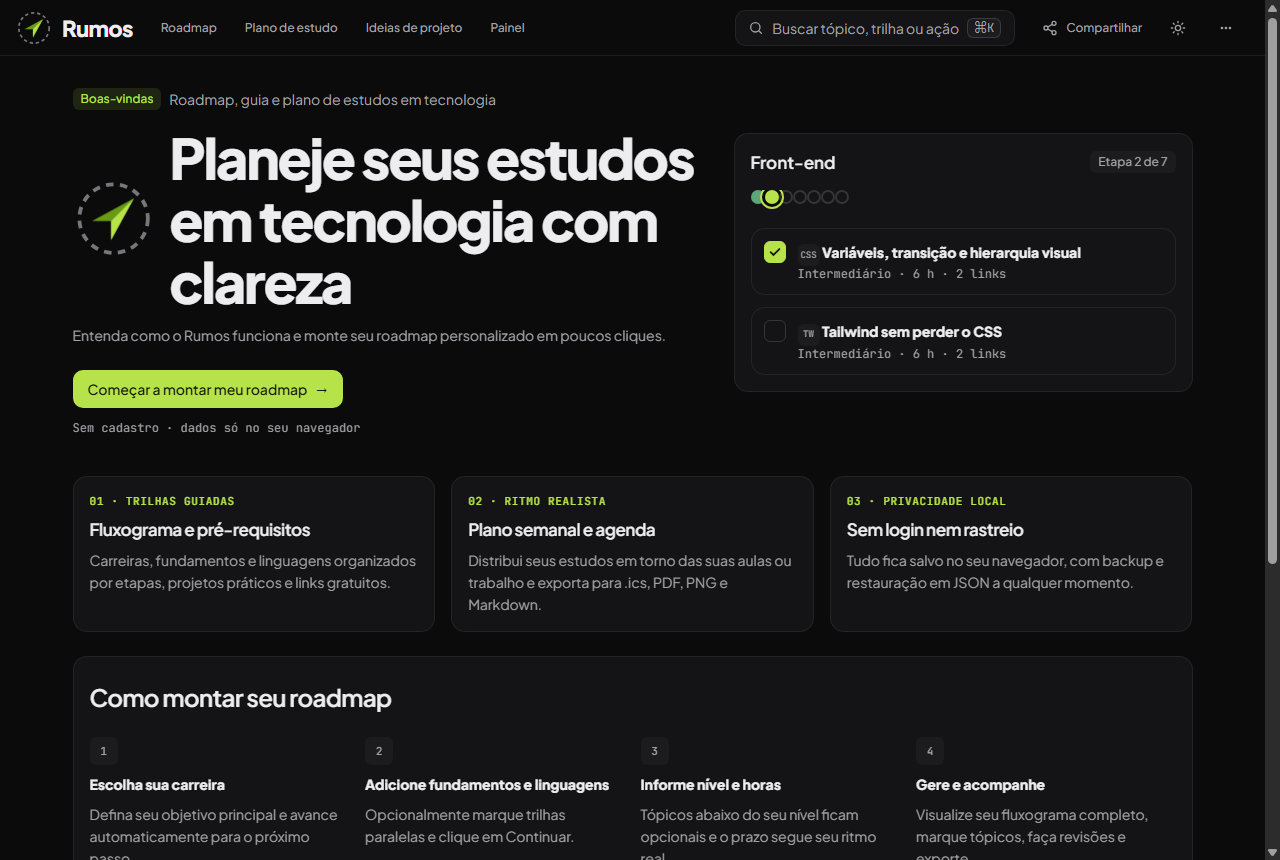 Rumos
Roadmap
Plano de estudo
Ideias de projeto
Painel
Buscar tópico, trilha ou ação ⌘K
Compartilhar
Boas-vindas
Roadmap, guia e plano de estudos em tecnologia
Planeje seus estudos
em tecnologia com
clareza
Entenda como o Rumos funciona e monte seu roadmap personalizado em poucos cliques.
Começar a montar meu roadmap →
Sem cadastro · dados só no seu navegador
Front-end
Etapa 2 de 7
CSS Variáveis, transição e hierarquia visual
Intermediário · 6 h · 2 links
TW Tailwind sem perder o CSS
Intermediário · 6 h · 2 links
01 · TRILHAS GUIADAS
Fluxograma e pré-requisitos
Carreiras, fundamentos e linguagens organizados
por etapas, projetos práticos e links gratuitos.
02 · RITMO REALISTA
Plano semanal e agenda
Distribui seus estudos em torno das suas aulas ou
trabalho e exporta para .ics, PDF, PNG e
Markdown.
03 · PRIVACIDADE LOCAL
Sem login nem rastreio
Tudo fica salvo no seu navegador, com backup e
restauração em JSON a qualquer momento.
Como montar seu roadmap
1
Escolha sua carreira
Defina seu objetivo principal e avance
automaticamente para o próximo
passo.
2
Adicione fundamentos e linguagens
Opcionalmente marque trilhas
paralelas e clique em Continuar.
3
Informe nível e horas
Tópicos abaixo do seu nível ficam
opcionais e o prazo segue seu ritmo
real.
4
Gere e acompanhe
Visualize seu fluxograma completo,
marque tópicos, faça revisões e
exporte.